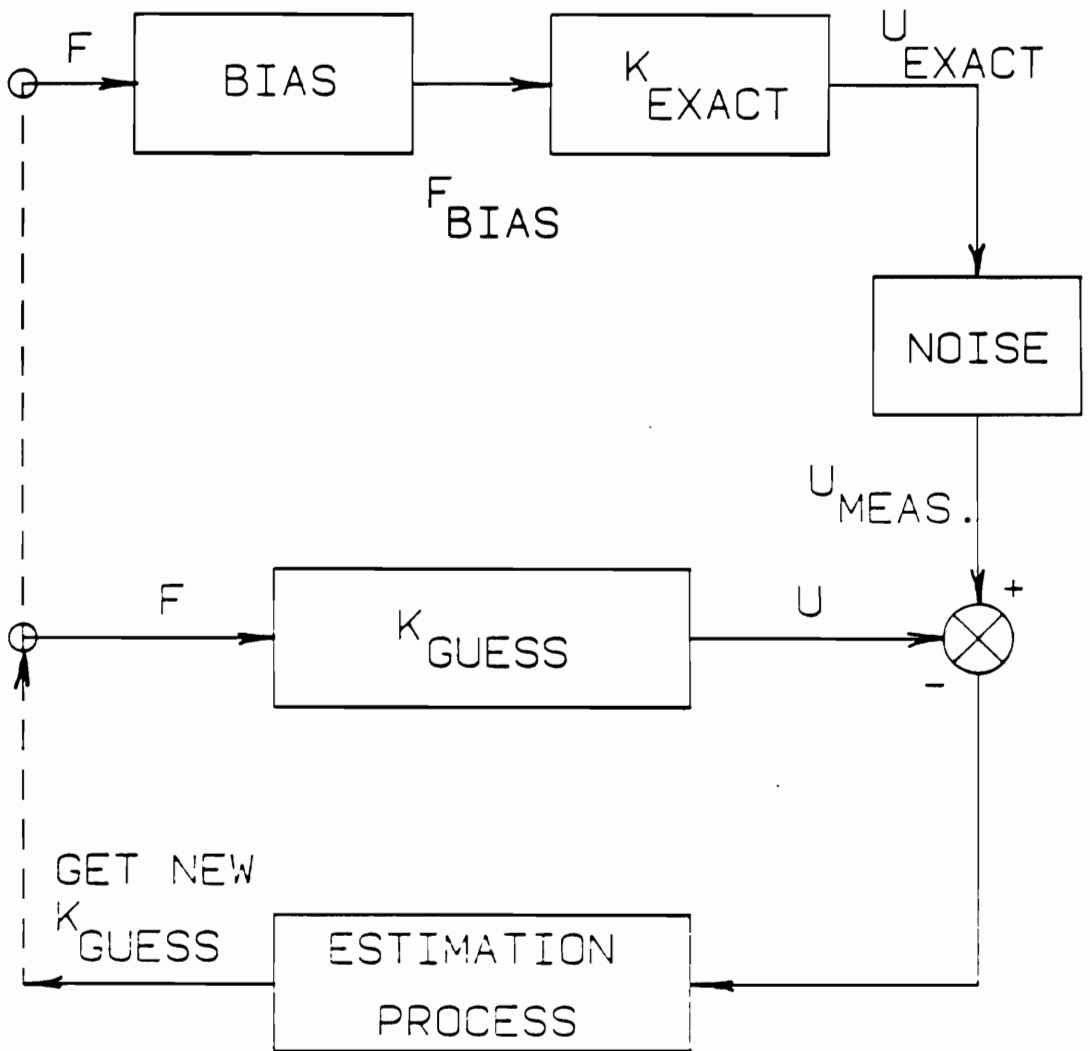 F
BIAS
K
EXACT
U
EXACT
F
BIAS
NOISE
U
MEAS.
+
F
K
GUESS
U
-
GET NEW
K
GUESS
ESTIMATION
PROCESS